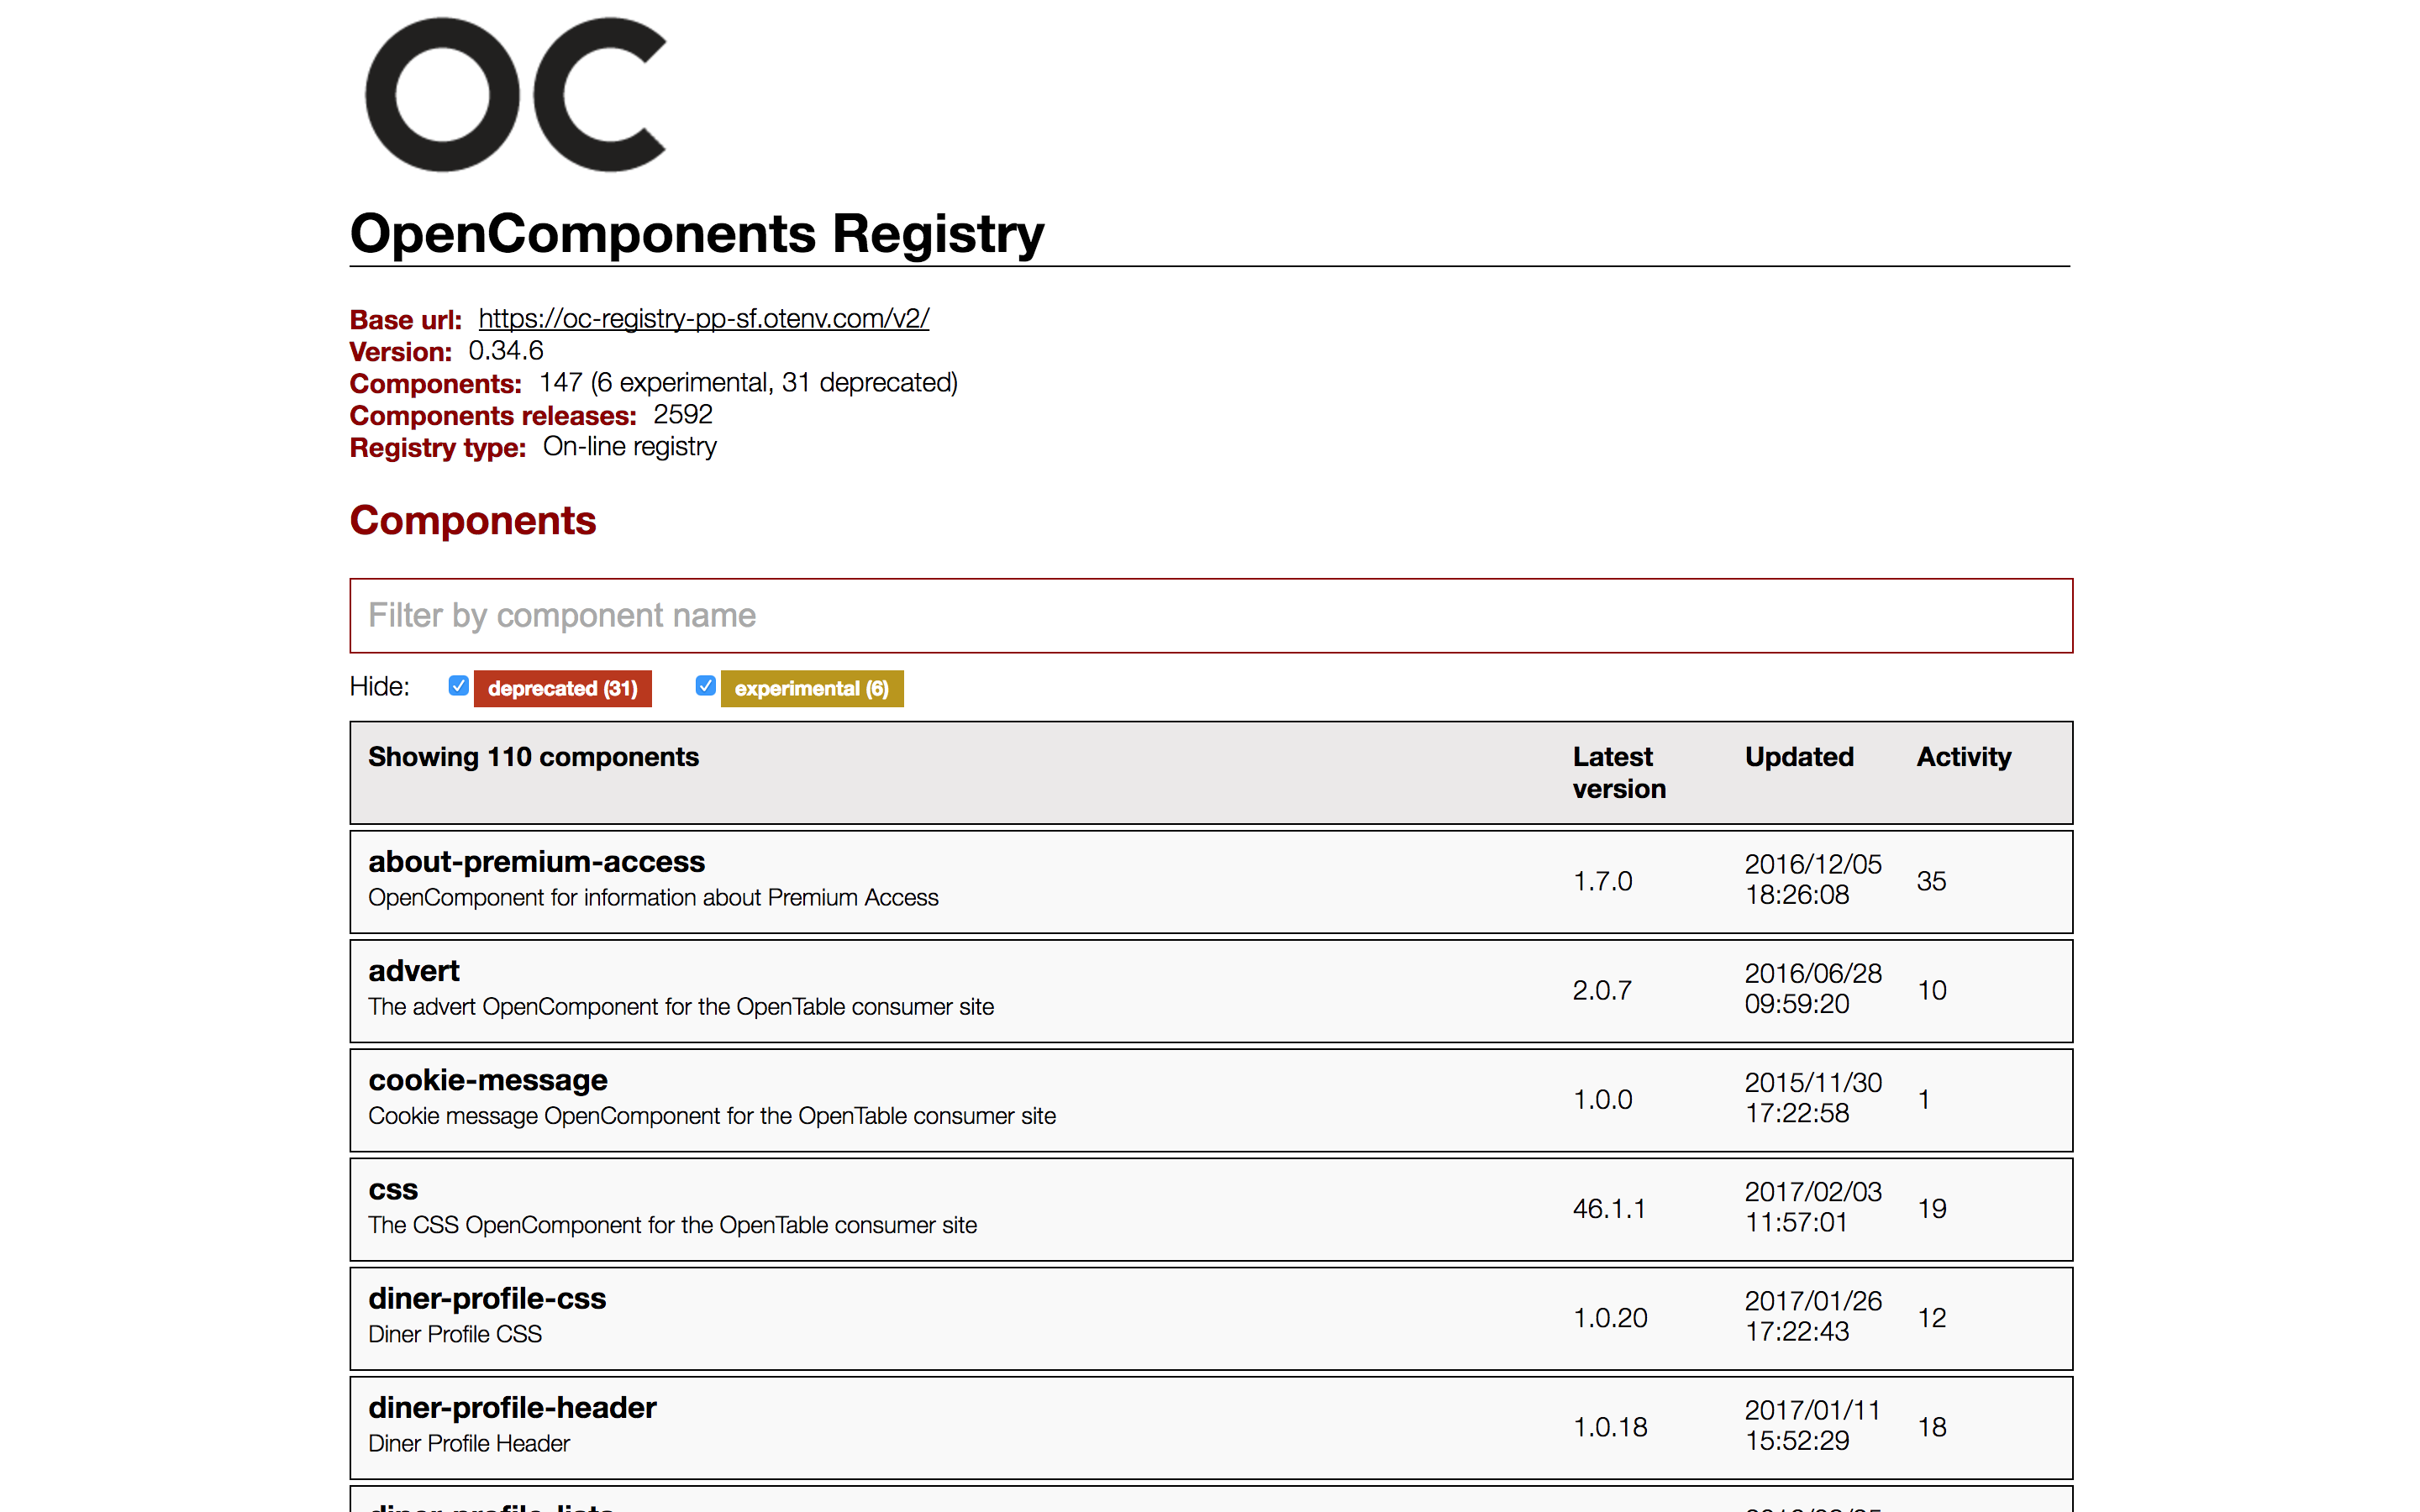 OC
OpenComponents Registry
Base url: https://oc-registry-pp-sf.otenv.com/v2/
Version: 0.34.6
Components: 147 (6 experimental, 31 deprecated)
Components releases: 2592
Registry type: On-line registry
Components
Filter by component name
Hide: deprecated (31) experimental (6)
Showing 110 components Latest version Updated Activity
about-premium-access
OpenComponent for information about Premium Access
1.7.0
2016/12/05
18:26:08
35
advert
The advert OpenComponent for the OpenTable consumer site
2.0.7
2016/06/28
09:59:20
10
cookie-message
Cookie message OpenComponent for the OpenTable consumer site
1.0.0
2015/11/30
17:22:58
1
css
The CSS OpenComponent for the OpenTable consumer site
46.1.1
2017/02/03
11:57:01
19
diner-profile-css
Diner Profile CSS
1.0.20
2017/01/26
17:22:43
12
diner-profile-header
Diner Profile Header
1.0.18
2017/01/11
15:52:29
18